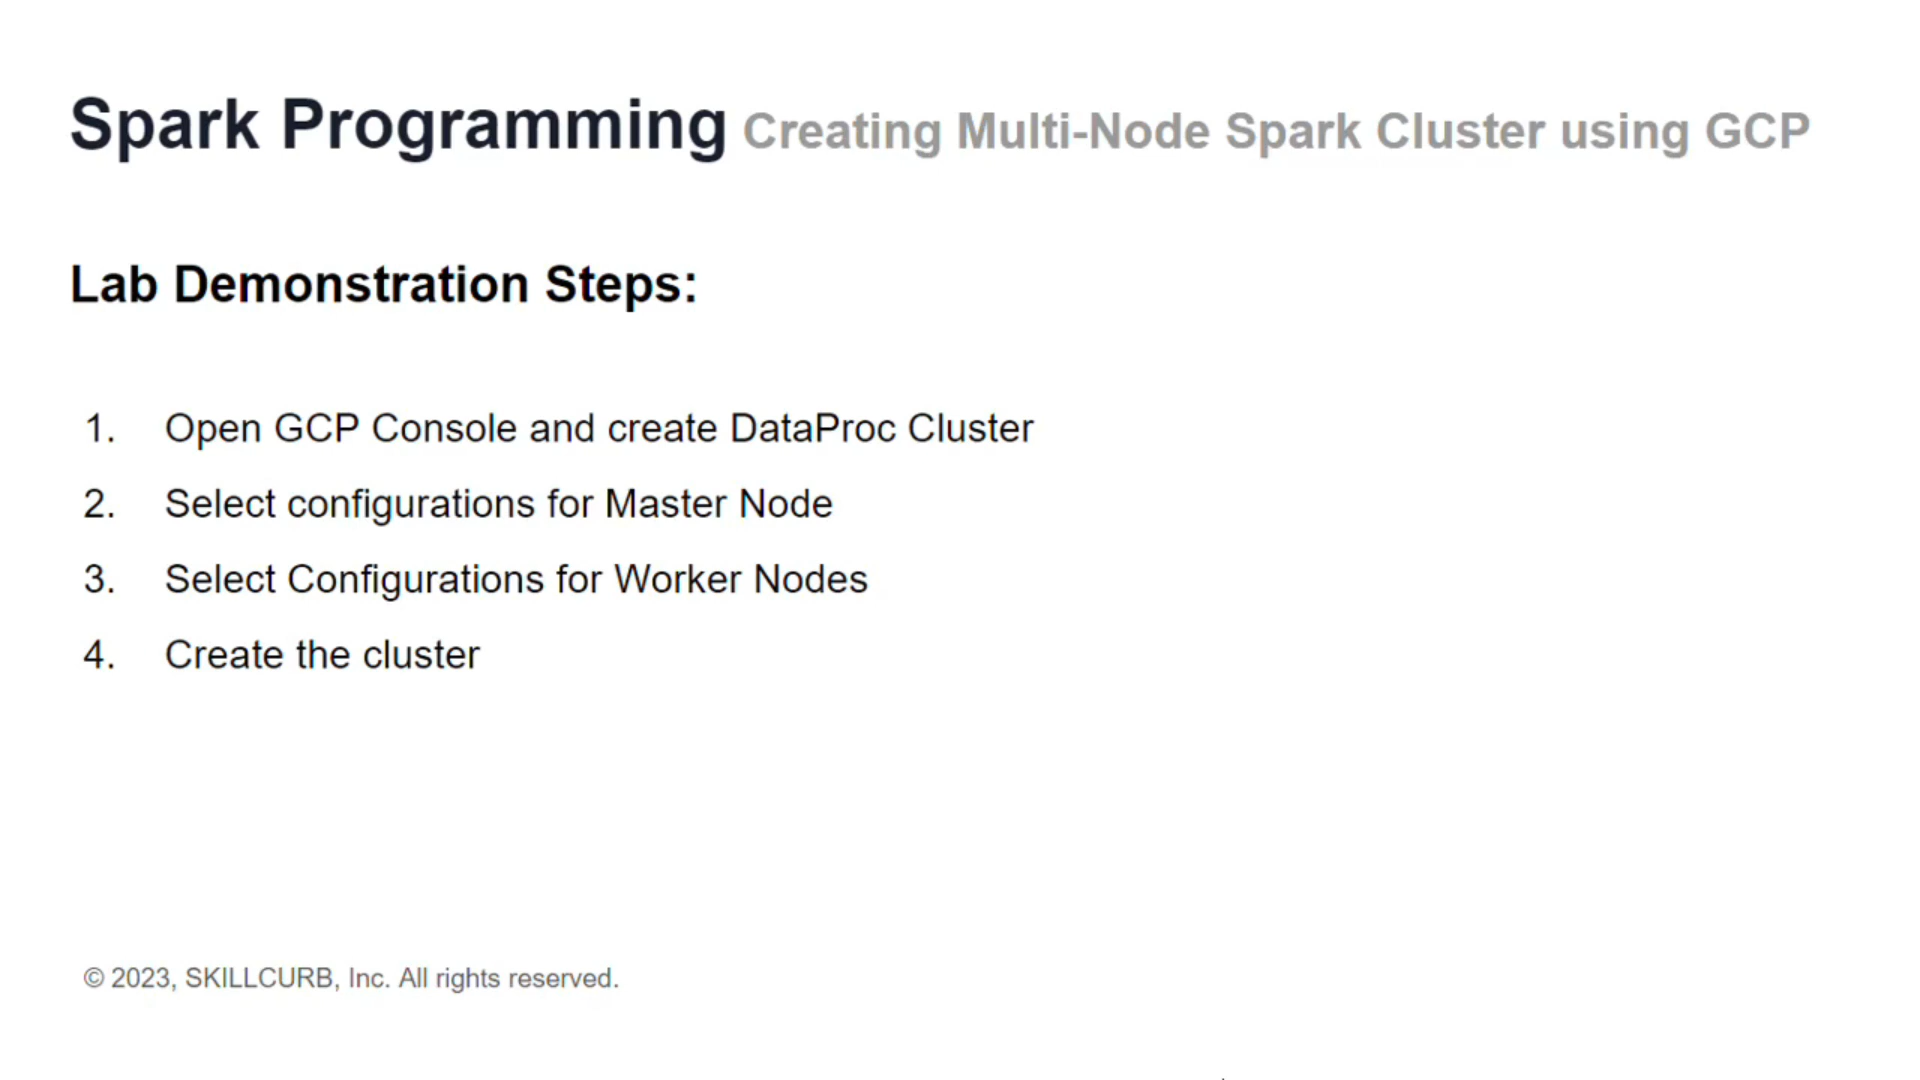 Spark Programming Creating Multi-Node Spark Cluster using GCP
Lab Demonstration Steps:
1. Open GCP Console and create DataProc Cluster
2. Select configurations for Master Node
3. Select Configurations for Worker Nodes
4. Create the cluster
© 2023, SKILLCURB, Inc. All rights reserved.